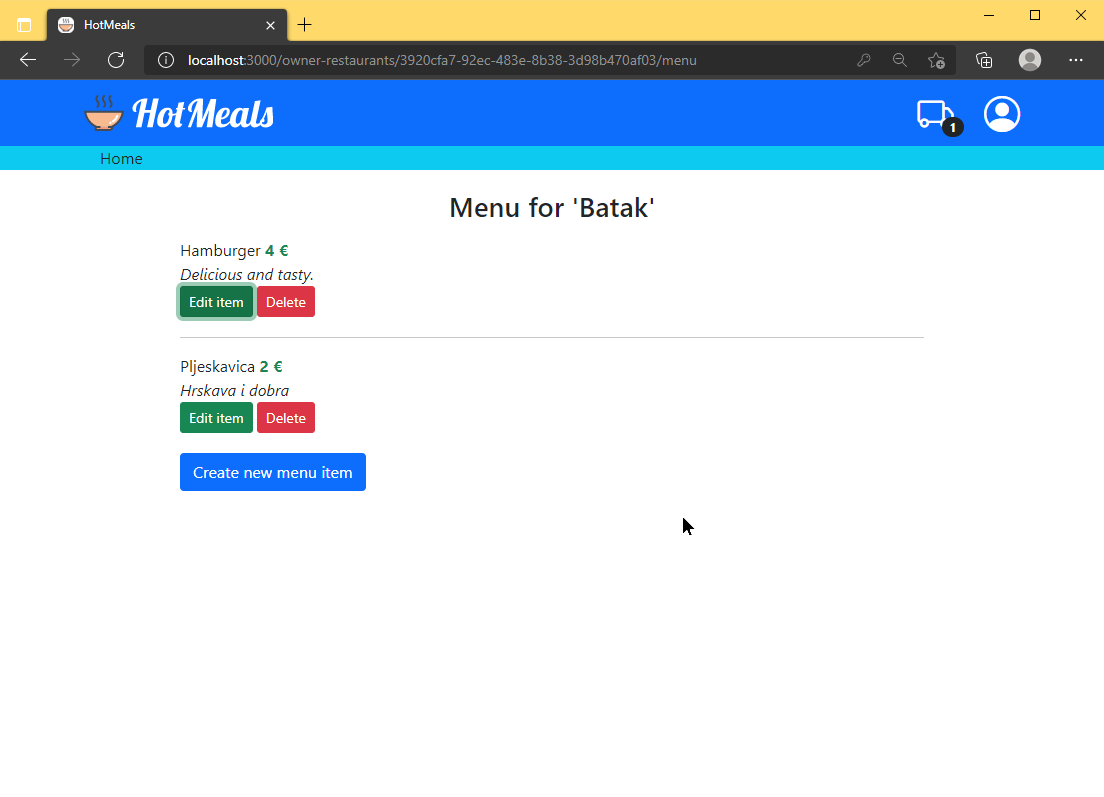 HotMeals
localhost:3000/owner-restaurants/3920cfa7-92ec-483e-8b38-3d98b470af03/menu
HotMeals
1
Home
Menu for 'Batak'
Hamburger 4 €
Delicious and tasty.
Edit item Delete
Pljeskavica 2 €
Hrskava i dobra
Edit item Delete
Create new menu item